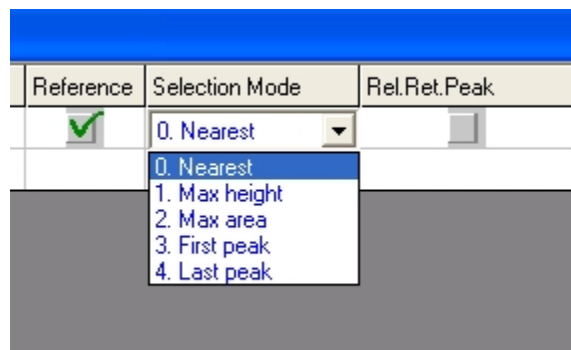 Reference Selection Mode Rel.Ret.Peak
0. Nearest
0. Nearest
1. Max height
2. Max area
3. First peak
4. Last peak